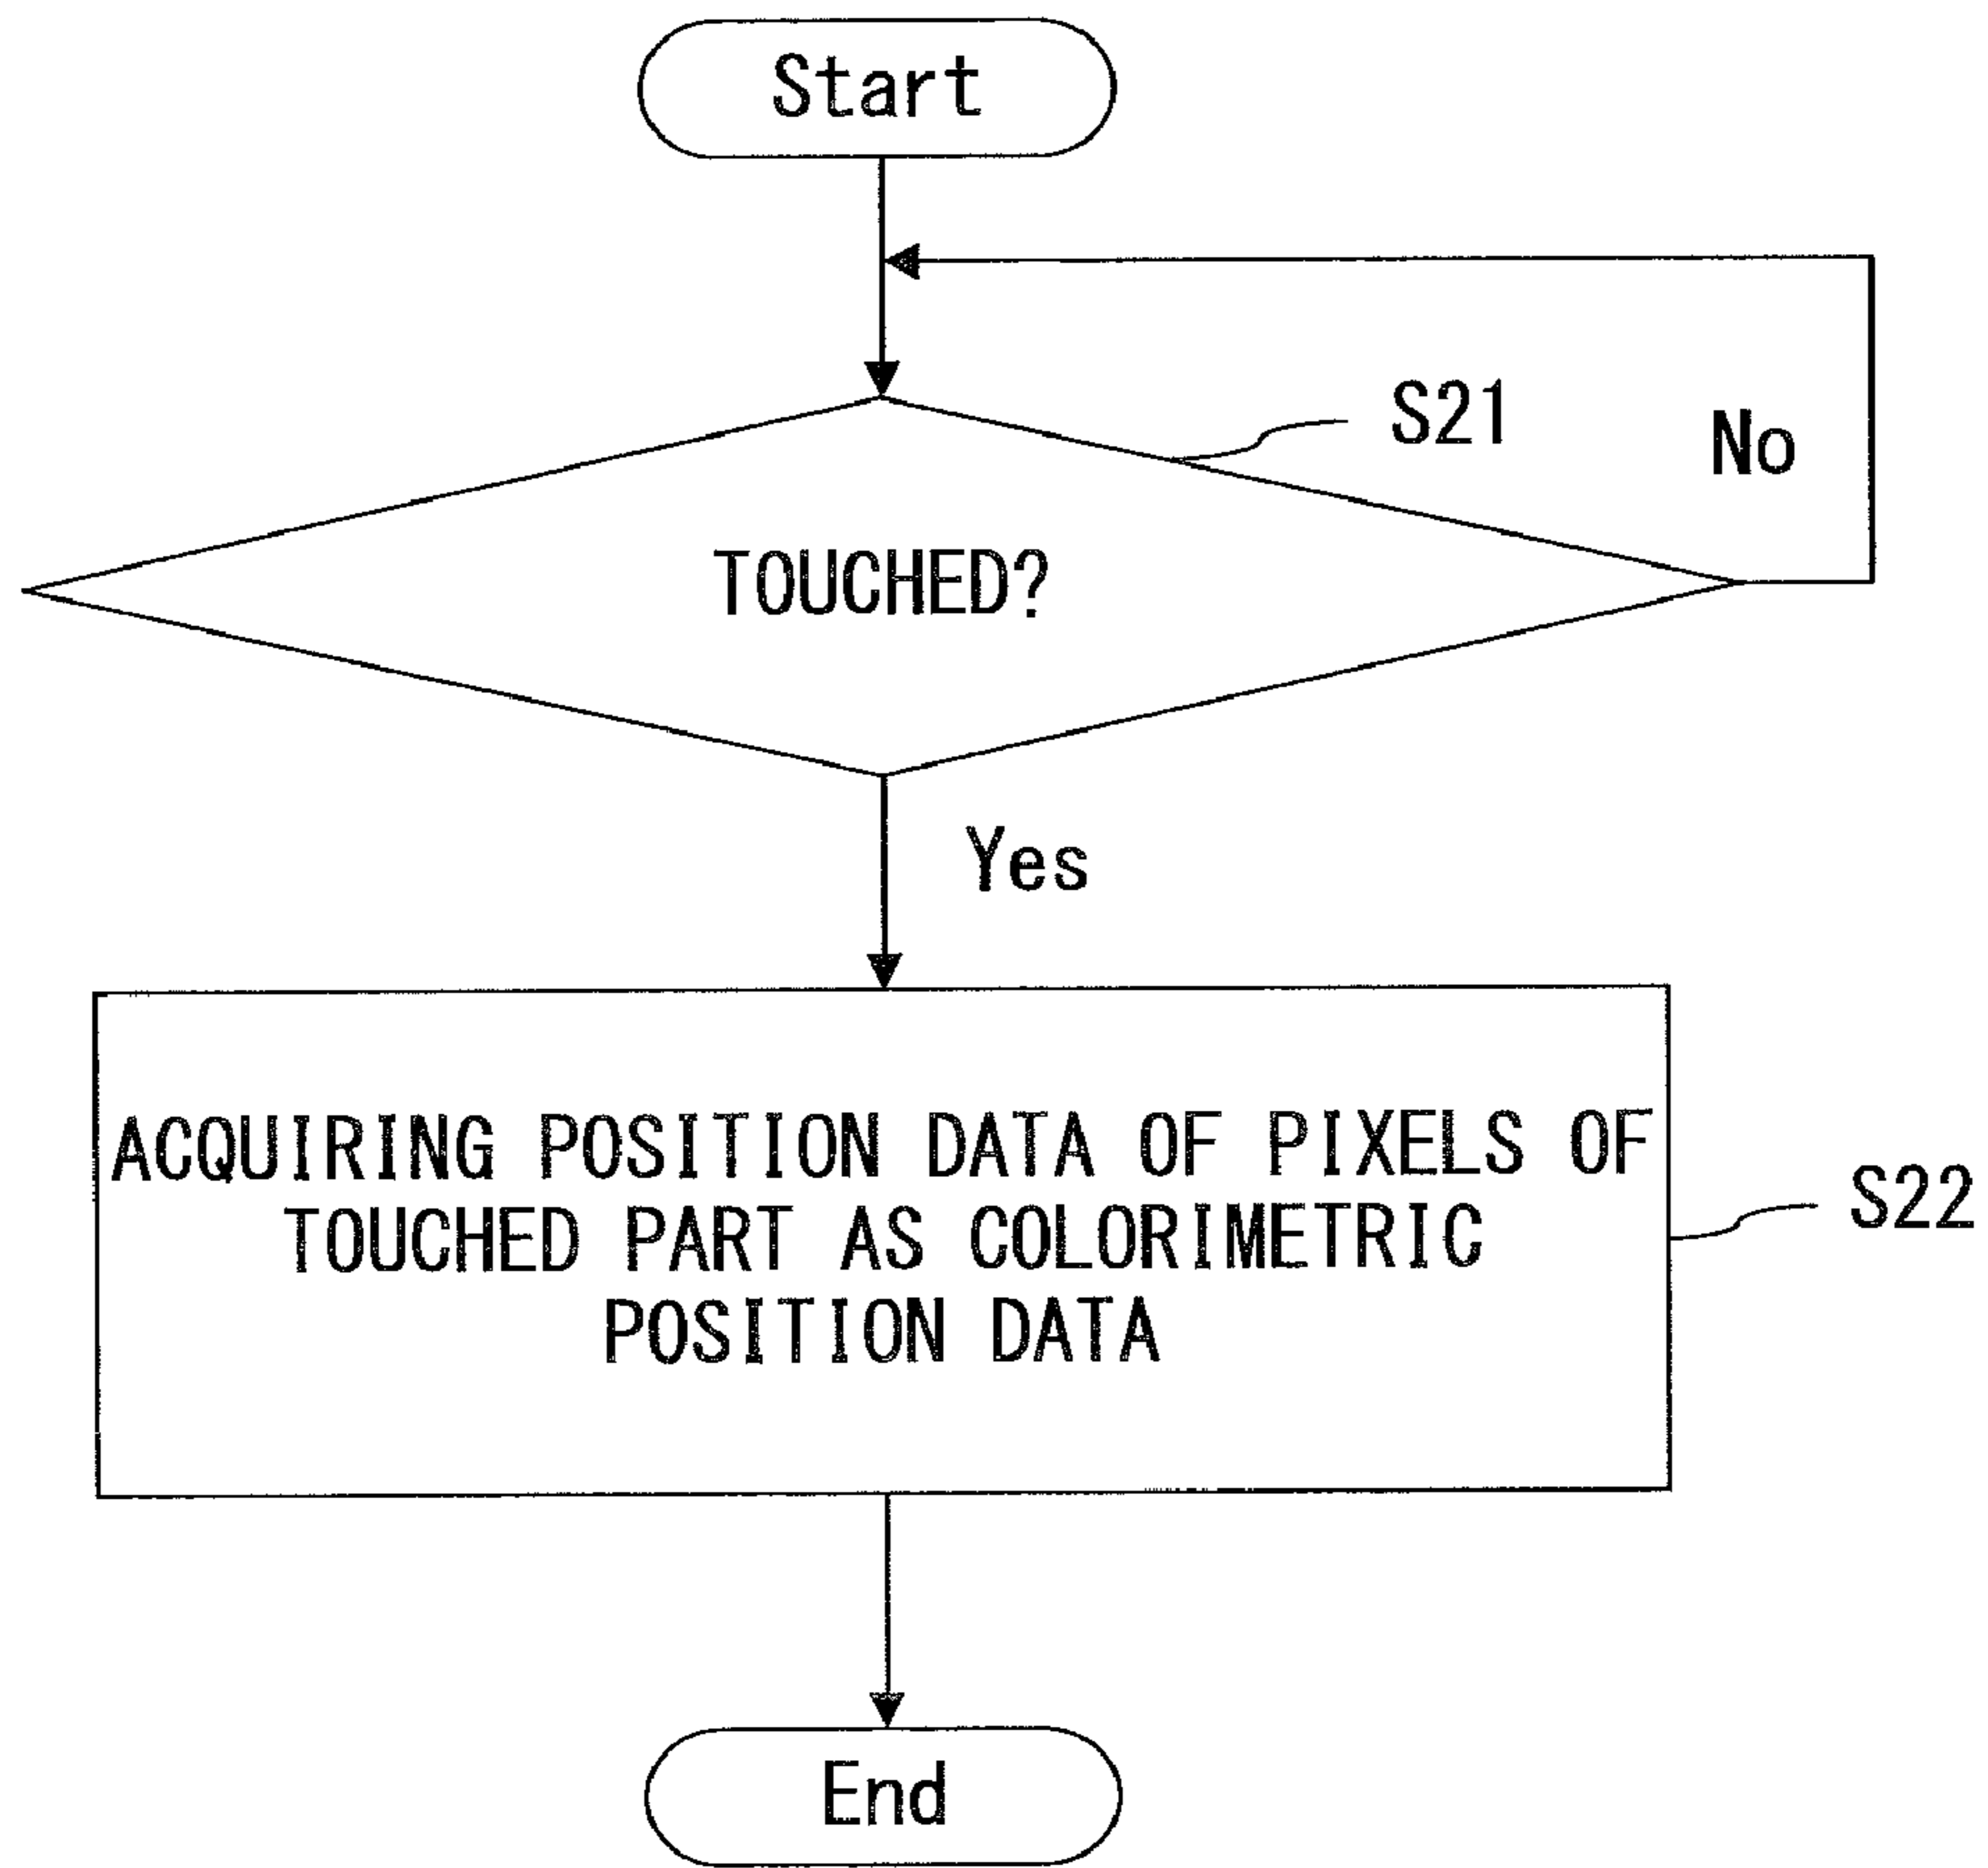 Start
S21
No
TOUCHED?
Yes
ACQUIRING POSITION DATA OF PIXELS OF
TOUCHED PART AS COLORIMETRIC
POSITION DATA
S22
End